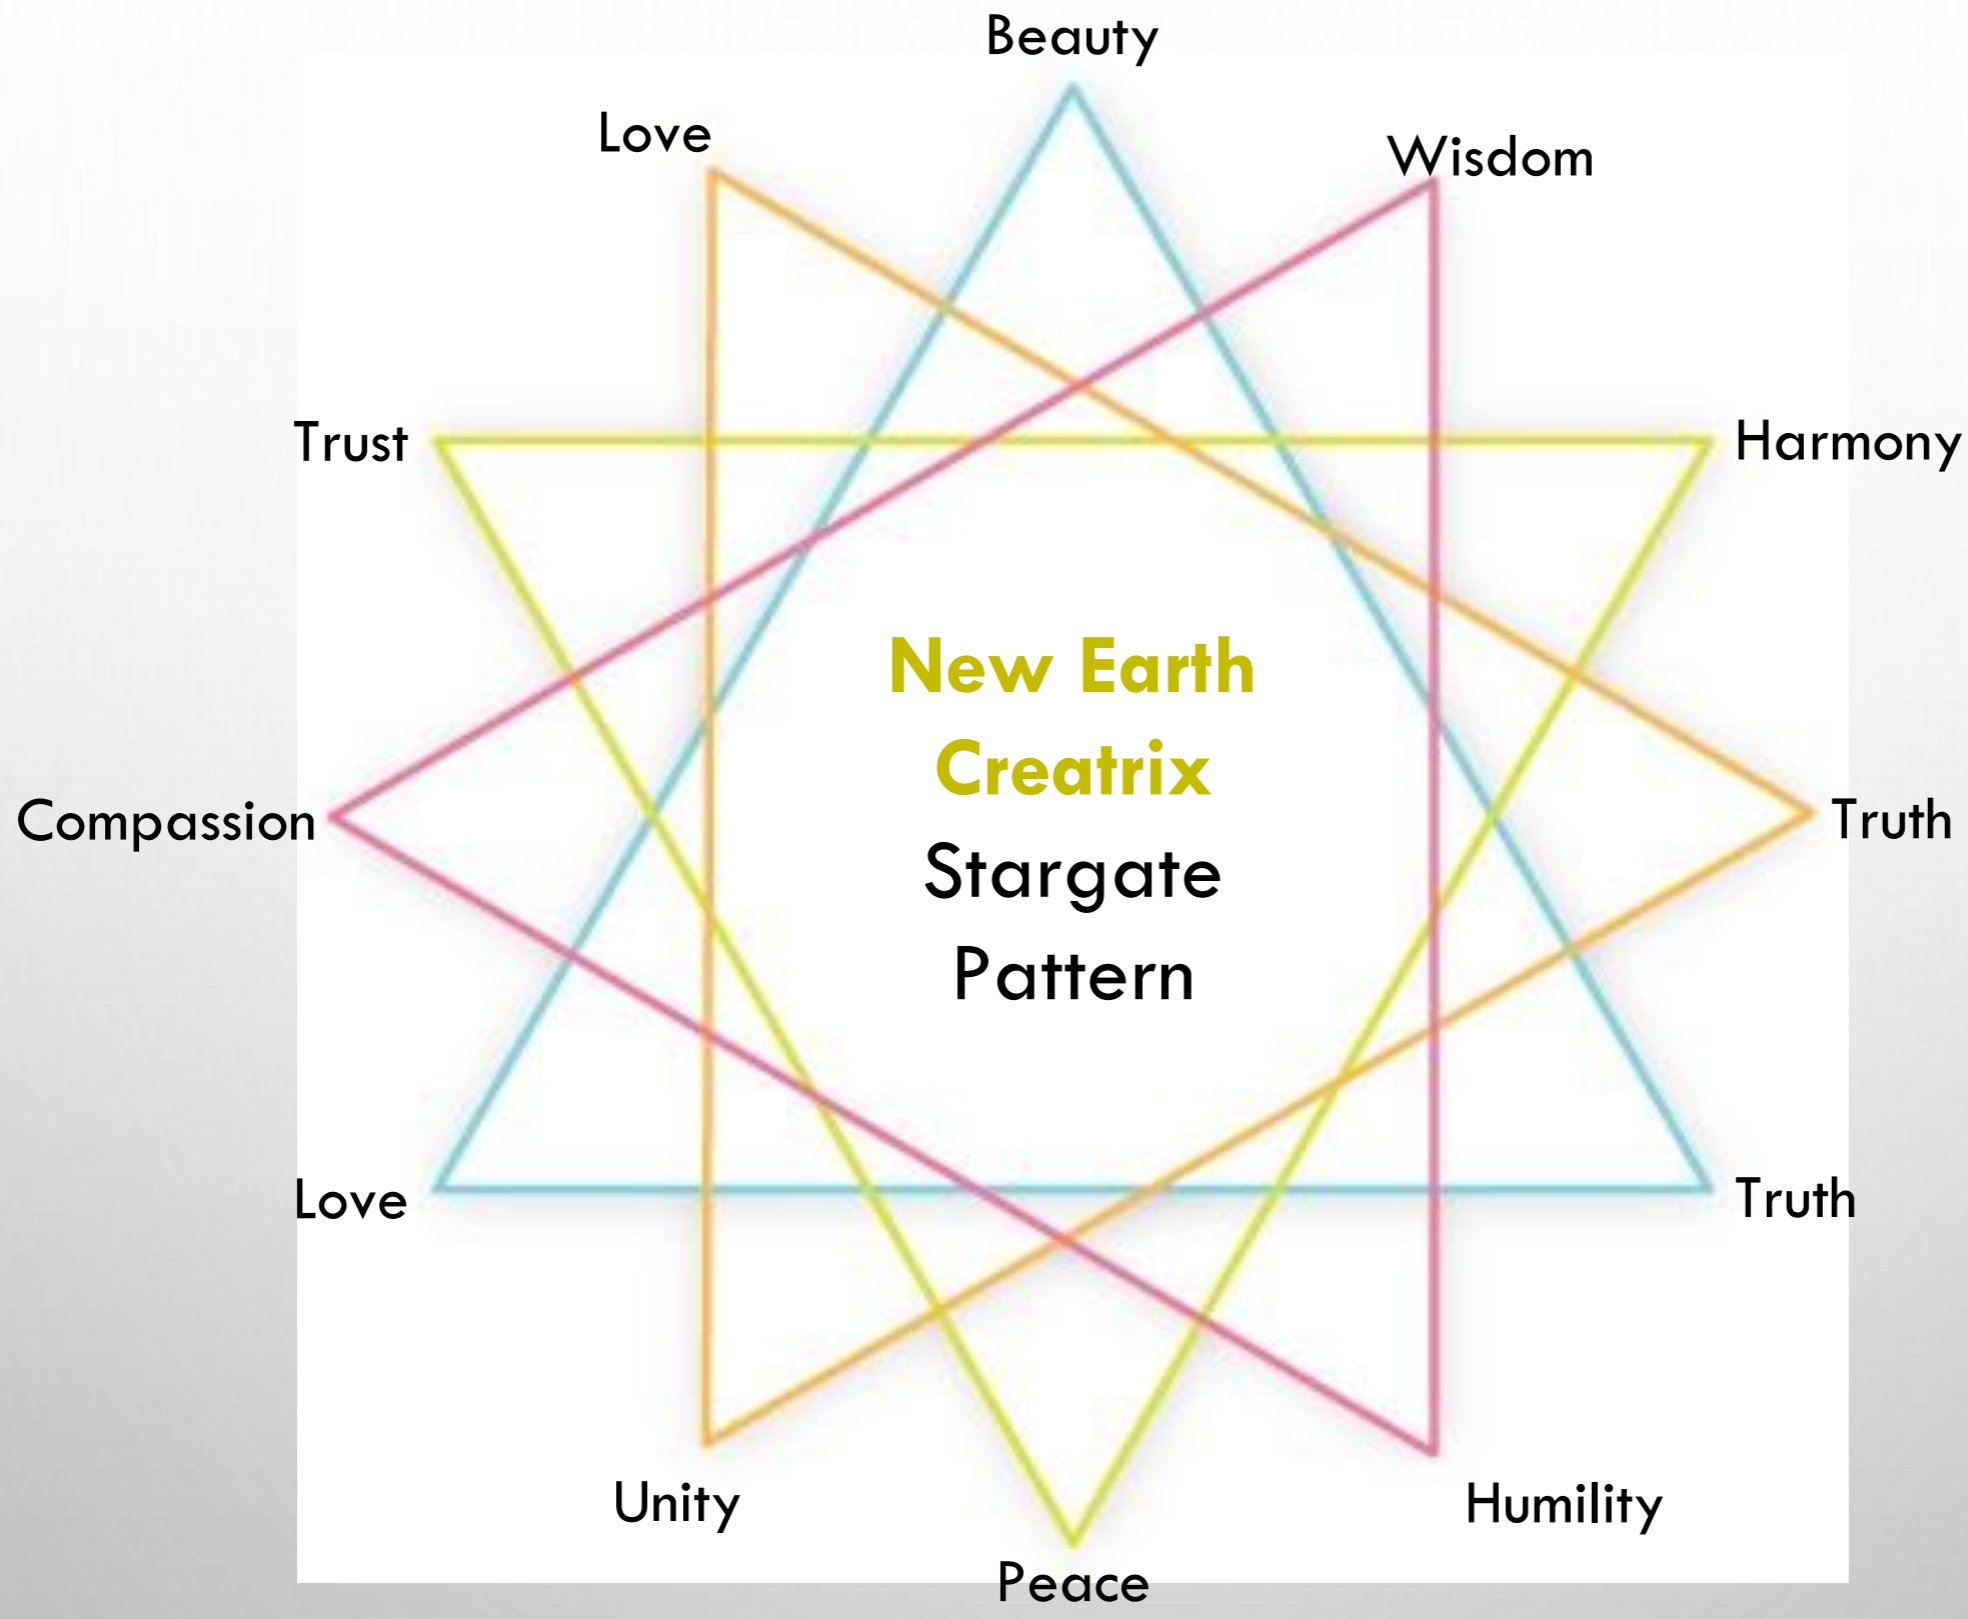 Beauty
Love
Wisdom
Trust
Harmony
New Earth
Creatrix
Stargate
Pattern
Compassion
Truth
Love
Truth
Unity
Humility
Peace